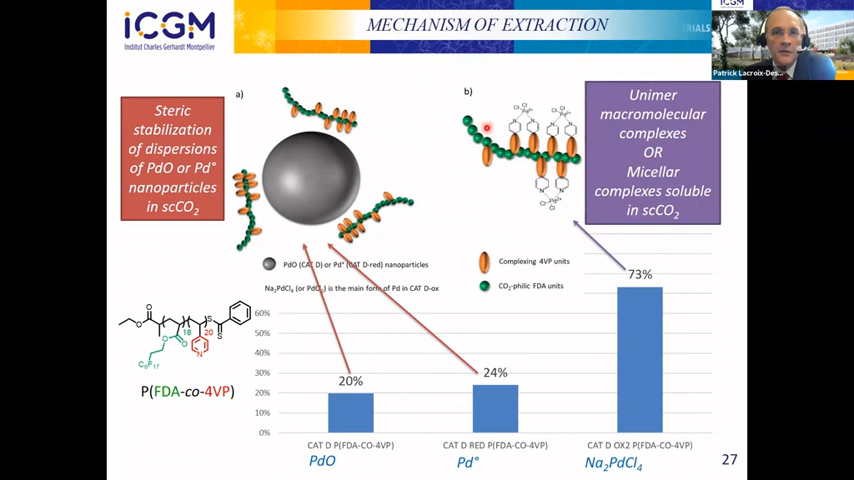 iCGM
Institut Charles Gerhardt Montpellier
MECHANISM OF EXTRACTION
RIALS
iCGM
Patrick Lacroix-Des...
a)
b)
Steric
stabilization
of dispersions
of PdO or Pd°
nanoparticles
in scCO2
Unimer
macromolecular
complexes
OR
Micellar
complexes soluble
in scCO2
PdO (CAT D) or Pd° (CAT D-red) nanoparticles
Na2PdCl4 (or PdCl2) is the main form of Pd in CAT D-ox
Complexing 4VP units
CO2-philic FDA units
P(FDA-co-4VP)
O
O
O
O
S
S
18
20
N
C8F17
73%
24%
20%
60%
50%
40%
30%
20%
10%
0%
CAT D P(FDA-CO-4VP)
CAT D RED P(FDA-CO-4VP)
CAT D OX2 P(FDA-CO-4VP)
PdO
Pd°
Na2PdCl4
27